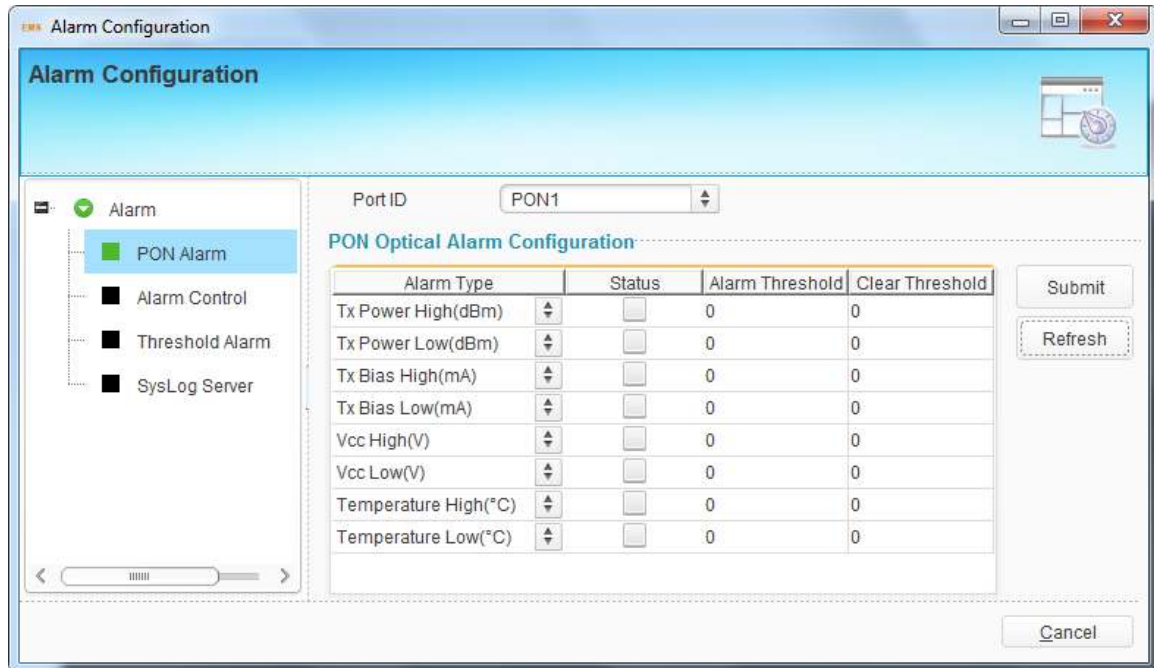 EMS Alarm Configuration
Alarm Configuration
Alarm
PON Alarm
Alarm Control
Threshold Alarm
SysLog Server
Port ID PON1
PON Optical Alarm Configuration
Alarm Type Status Alarm Threshold Clear Threshold
Tx Power High(dBm) 0 0
Tx Power Low(dBm) 0 0
Tx Bias High(mA) 0 0
Tx Bias Low(mA) 0 0
Vcc High(V) 0 0
Vcc Low(V) 0 0
Temperature High(°C) 0 0
Temperature Low(°C) 0 0
Submit
Refresh
Cancel